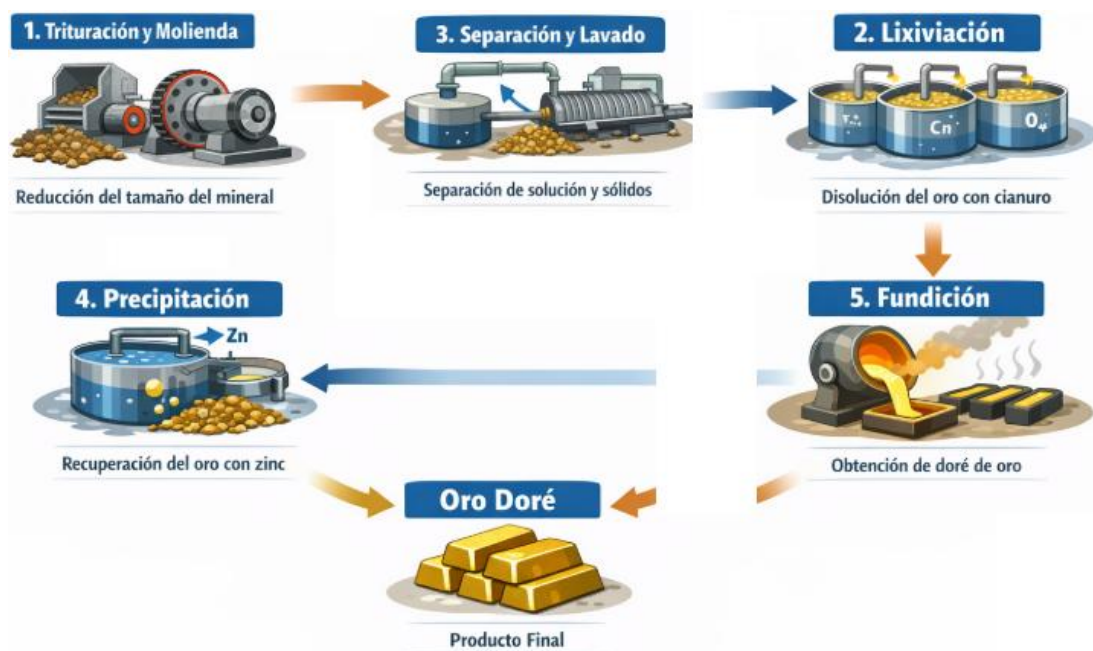 1. Trituración y Molienda
3. Separación y Lavado
2. Lixiviación
Cn
O₄
Reducción del tamaño del mineral
Separación de solución y sólidos
Disolución del oro con cianuro
4. Precipitación
5. Fundición
Zn
Recuperación del oro con zinc
Obtención de doré de oro
Oro Doré
Producto Final